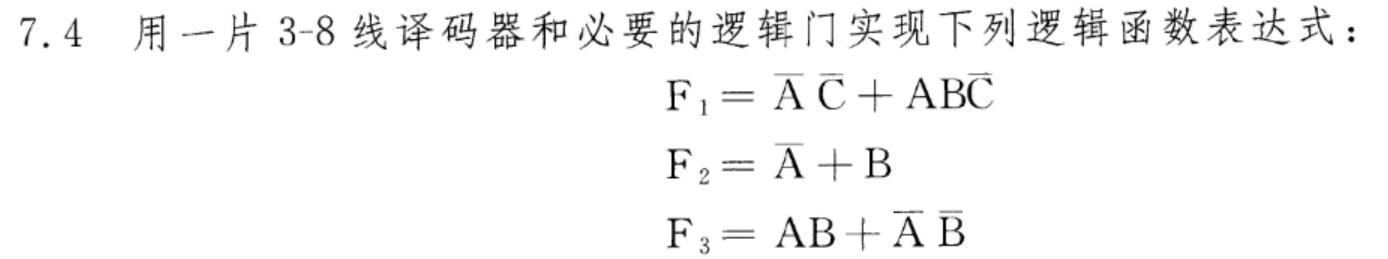 7.4 用一片 3-8 线译码器和必要的逻辑门实现下列逻辑函数表达式：
F₁ = A̅ C̅ + ABC̅
F₂ = A̅ + B
F₃ = AB + A̅ B̅